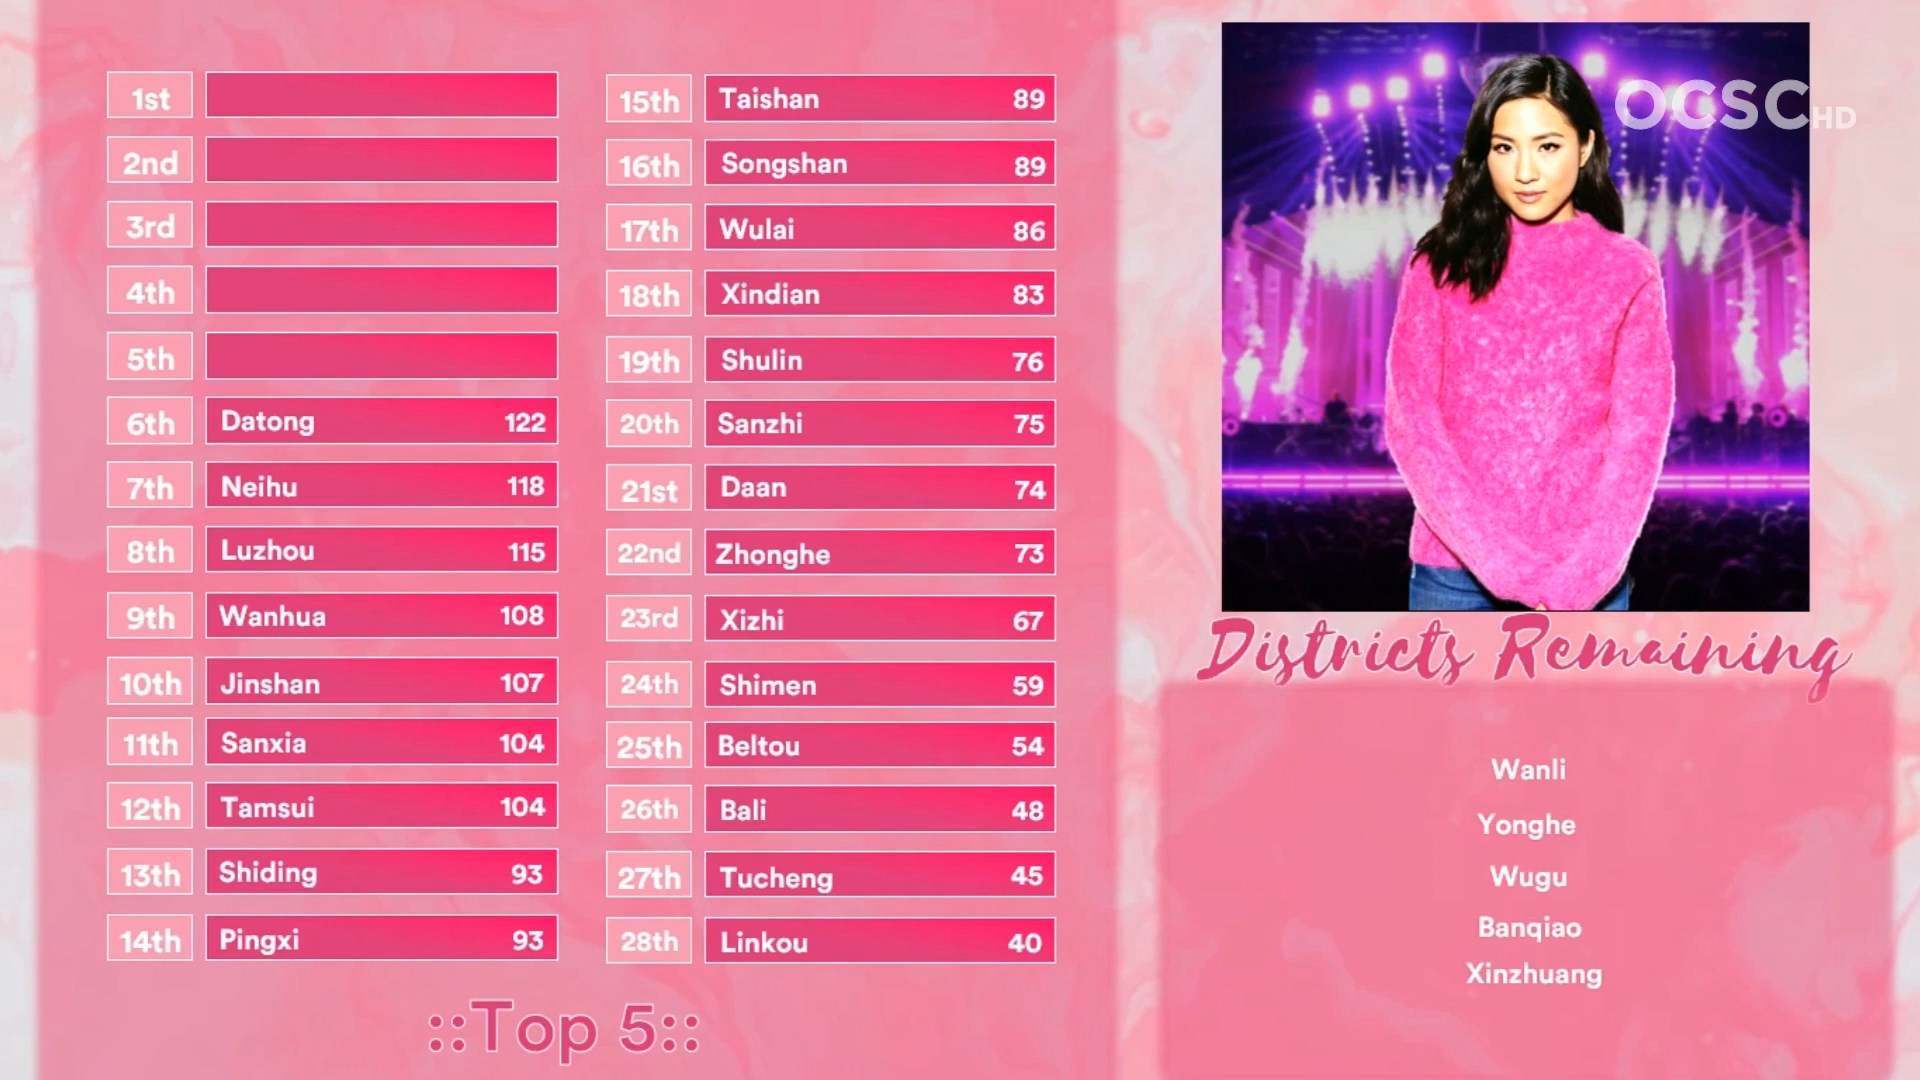 1st
2nd
3rd
4th
5th
6th Datong 122
7th Neihu 118
8th Luzhou 115
9th Wanhua 108
10th Jinshan 107
11th Sanxia 104
12th Tamsui 104
13th Shiding 93
14th Pingxi 93
15th Taishan 89
16th Songshan 89
17th Wulai 86
18th Xindian 83
19th Shulin 76
20th Sanzhi 75
21st Daan 74
22nd Zhonghe 73
23rd Xizhi 67
24th Shimen 59
25th Beltou 54
26th Bali 48
27th Tucheng 45
28th Linkou 40
::Top 5::
OCSC HD
Districts Remaining
Wanli
Yonghe
Wugu
Banqiao
Xinzhuang